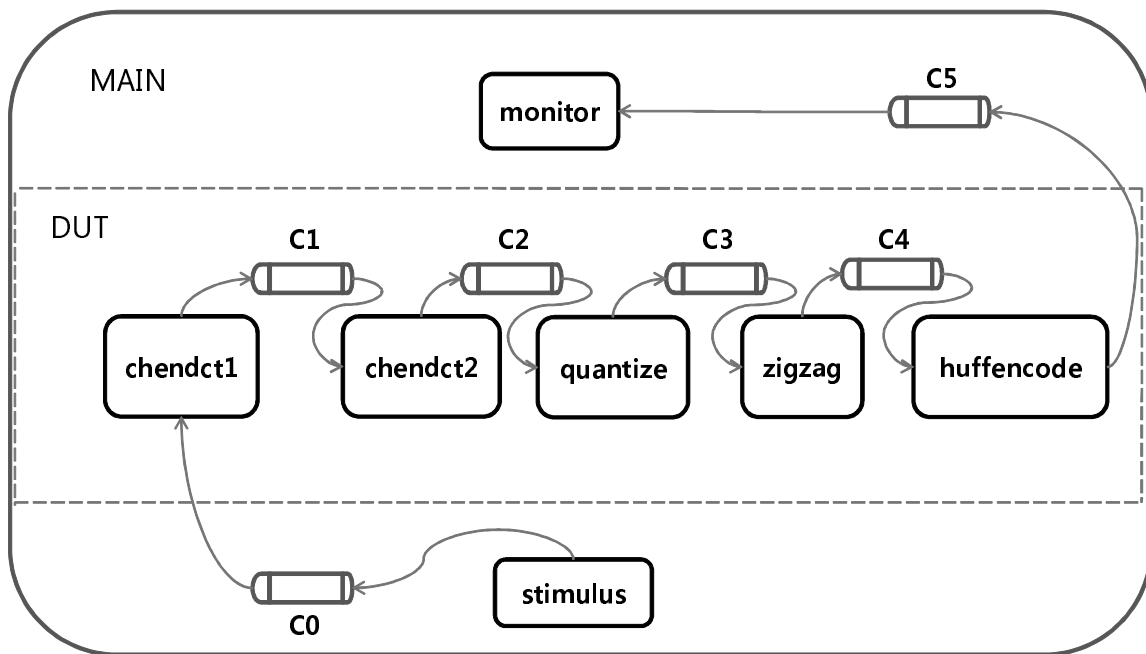 MAIN
C5
monitor
DUT
C1
C2
C3
C4
chendct1
chendct2
quantize
zigzag
huffencode
stimulus
C0